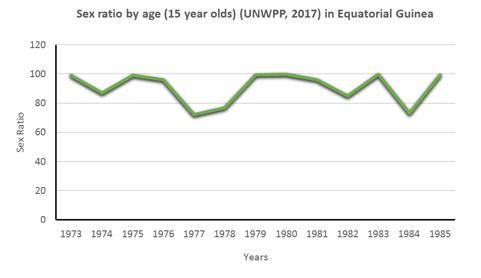 Sex ratio by age (15 year olds) (UNWPP, 2017) in Equatorial Guinea
120
100
80
60
40
20
0
Sex Ratio
1973 1974 1975 1976 1977 1978 1979 1980 1981 1982 1983 1984 1985
Years